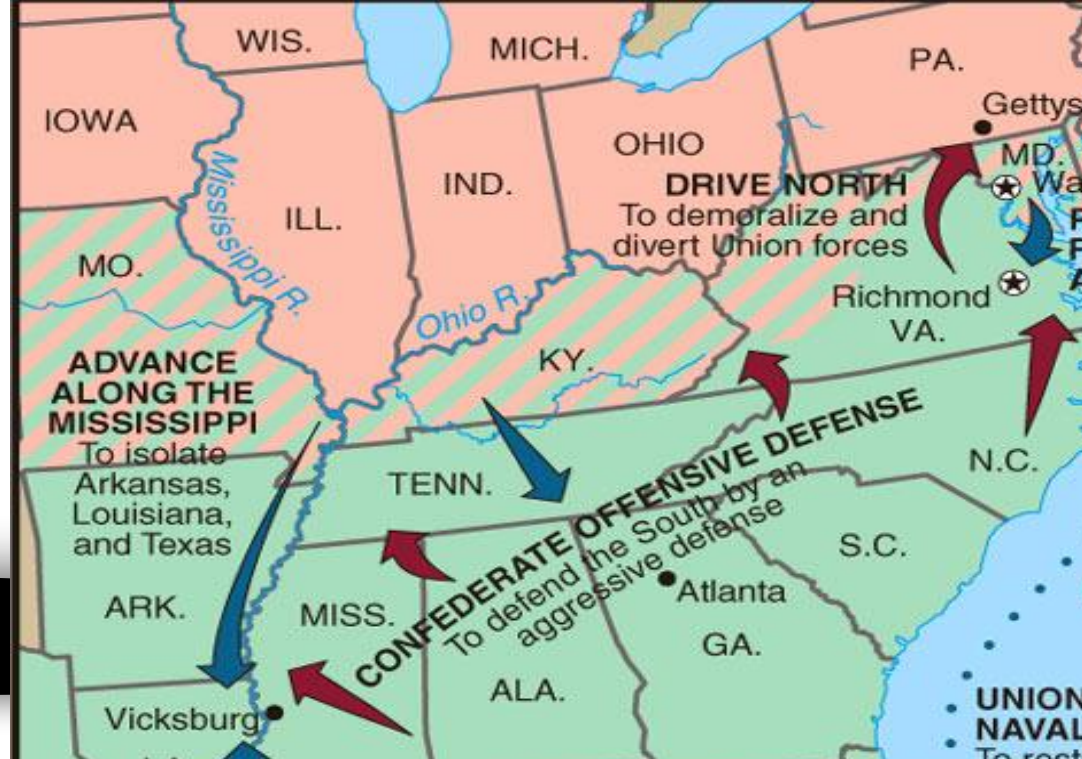 WIS.
MICH.
PA.
IOWA
Gettys
OHIO
MD.
Wa
IND.
DRIVE NORTH
To demoralize and
divert Union forces
ILL.
Mississippi R.
MO.
Richmond
VA.
Ohio R.
KY.
ADVANCE
ALONG THE
MISSISSIPPI
To isolate
Arkansas,
Louisiana,
and Texas
TENN.
N.C.
CONFEDERATE OFFENSIVE DEFENSE
To defend the South by an
aggressive defense
S.C.
Atlanta
ARK.
MISS.
GA.
ALA.
Vicksburg
UNION
NAVAL